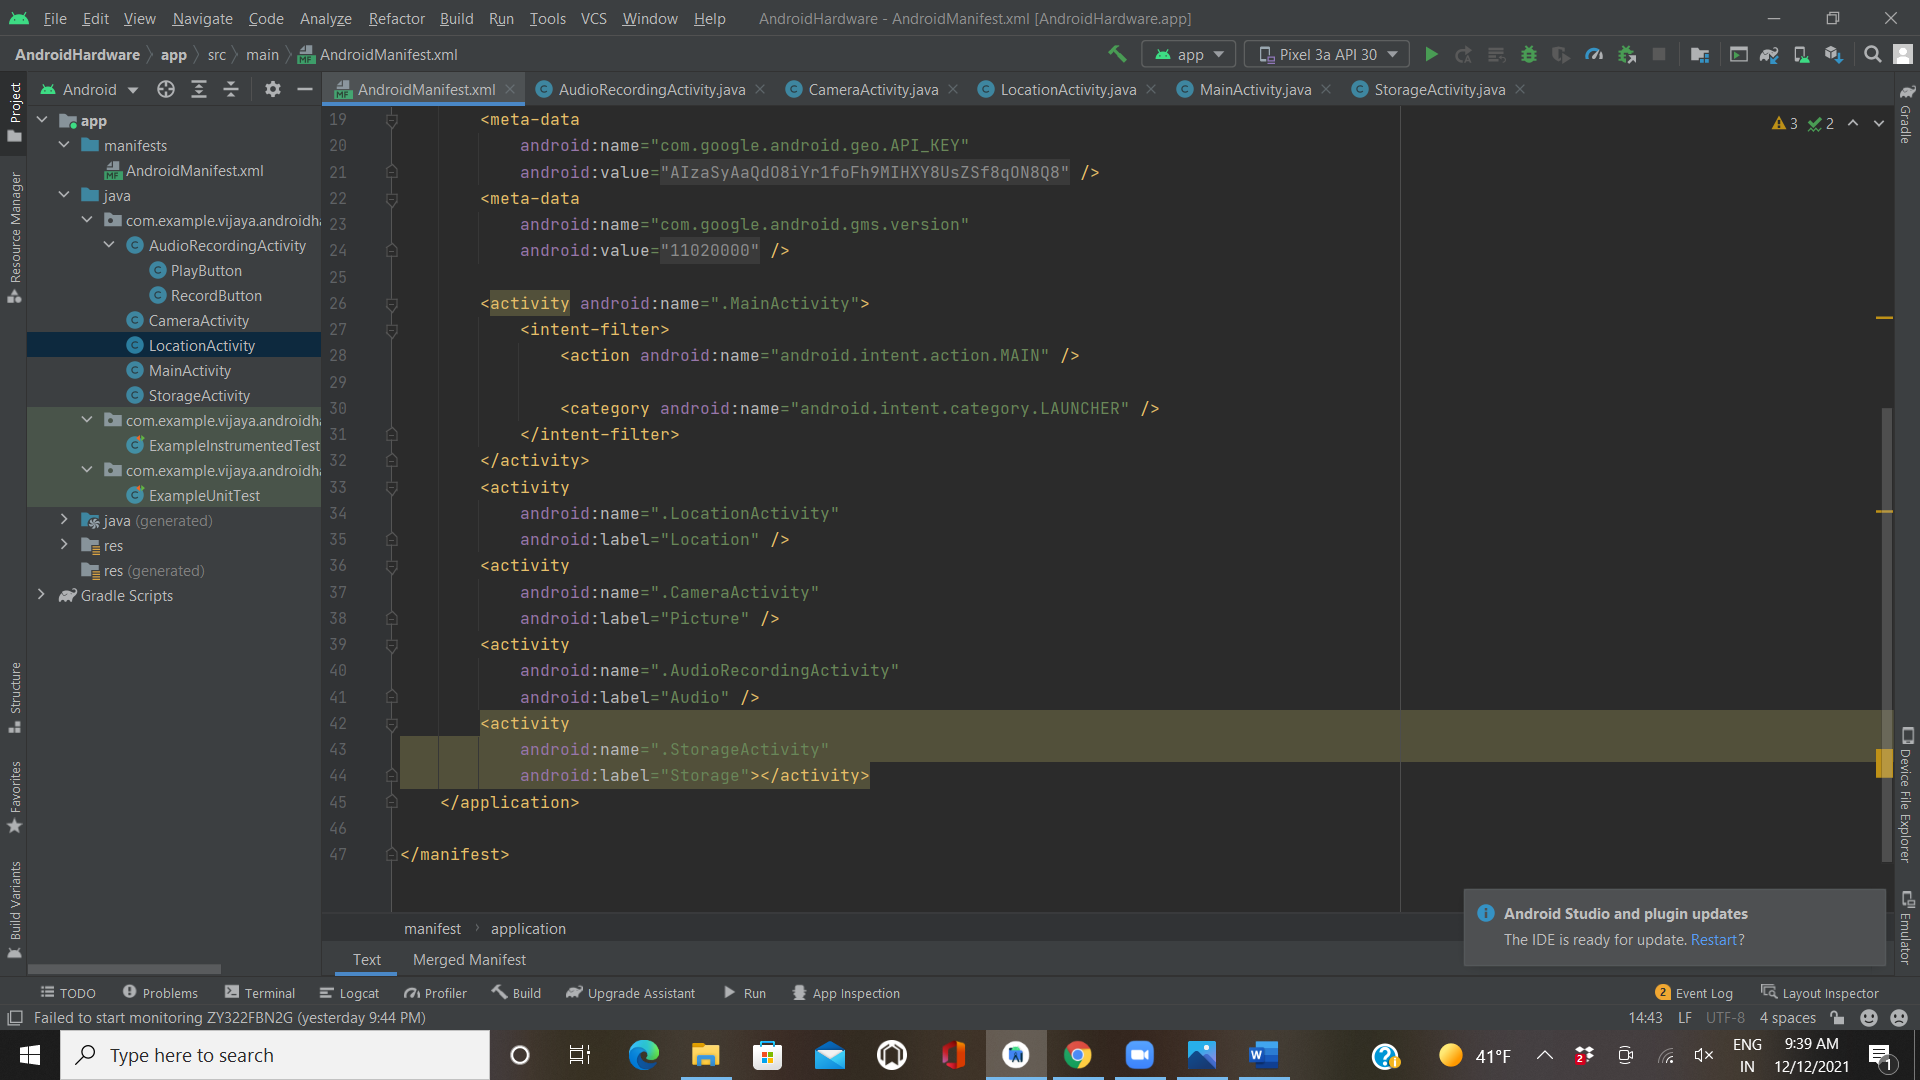 File Edit View Navigate Code Analyze Refactor Build Run Tools VCS Window Help AndroidHardware - AndroidManifest.xml [AndroidHardware.app]
AndroidHardware app src main AndroidManifest.xml app Pixel 3a API 30
Android AndroidManifest.xml AudioRecordingActivity.java CameraActivity.java LocationActivity.java MainActivity.java StorageActivity.java
Project
Resource Manager
Structure
Favorites
Build Variants
app
manifests
AndroidManifest.xml
java
com.example.vijaya.androidha
AudioRecordingActivity
PlayButton
RecordButton
CameraActivity
LocationActivity
MainActivity
StorageActivity
com.example.vijaya.androidha
ExampleInstrumentedTest
com.example.vijaya.androidha
ExampleUnitTest
java (generated)
res
res (generated)
Gradle Scripts
3 2
19 <meta-data
20 android:name="com.google.android.geo.API_KEY"
21 android:value="AIzaSyAaQdO8iYr1foFh9MIHXY8UsZSf8qON8Q8" />
22 <meta-data
23 android:name="com.google.android.gms.version"
24 android:value="11020000" />
25
26 <activity android:name=".MainActivity">
27 <intent-filter>
28 <action android:name="android.intent.action.MAIN" />
29
30 <category android:name="android.intent.category.LAUNCHER" />
31 </intent-filter>
32 </activity>
33 <activity
34 android:name=".LocationActivity"
35 android:label="Location" />
36 <activity
37 android:name=".CameraActivity"
38 android:label="Picture" />
39 <activity
40 android:name=".AudioRecordingActivity"
41 android:label="Audio" />
42 <activity
43 android:name=".StorageActivity"
44 android:label="Storage"></activity>
45 </application>
46
47 </manifest>
Gradle
Device File Explorer
Emulator
Android Studio and plugin updates
The IDE is ready for update. Restart?
manifest application
Text Merged Manifest
TODO Problems Terminal Logcat Profiler Build Upgrade Assistant Run App Inspection 2 Event Log Layout Inspector
Failed to start monitoring ZY322FBN2G (yesterday 9:44 PM) 14:43 LF UTF-8 4 spaces
Type here to search
41°F
2
ENG
IN
9:39 AM
12/12/2021
1